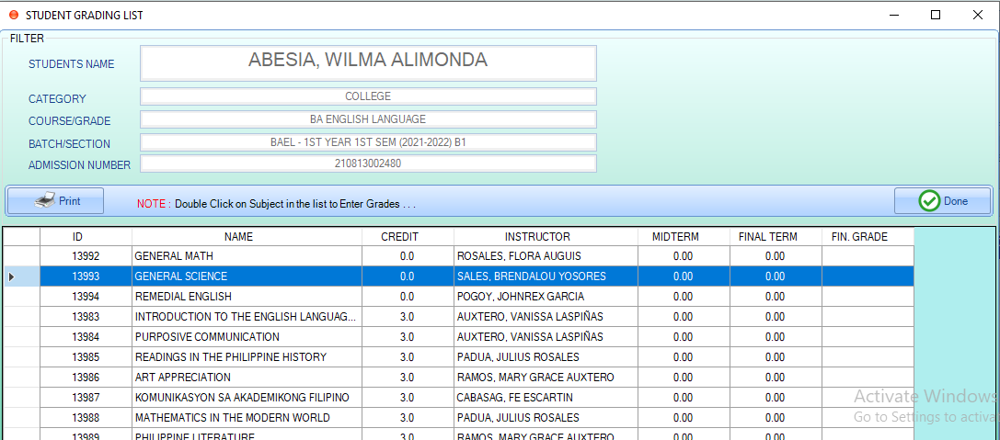 STUDENT GRADING LIST
FILTER
STUDENTS NAME ABESIA, WILMA ALIMONDA
CATEGORY COLLEGE
COURSE/GRADE BA ENGLISH LANGUAGE
BATCH/SECTION BAEL - 1ST YEAR 1ST SEM (2021-2022) B1
ADMISSION NUMBER 210813002480
Print NOTE : Double Click on Subject in the list to Enter Grades . . . Done
ID NAME CREDIT INSTRUCTOR MIDTERM FINAL TERM FIN. GRADE
13992 GENERAL MATH 0.0 ROSALES, FLORA AUGUIS 0.00 0.00
13993 GENERAL SCIENCE 0.0 SALES, BRENDALOU YOSORES 0.00 0.00
13994 REMEDIAL ENGLISH 0.0 POGOY, JOHNREX GARCIA 0.00 0.00
13983 INTRODUCTION TO THE ENGLISH LANGUAG... 3.0 AUXTERO, VANISSA LASPIÑAS 0.00 0.00
13984 PURPOSIVE COMMUNICATION 3.0 AUXTERO, VANISSA LASPIÑAS 0.00 0.00
13985 READINGS IN THE PHILIPPINE HISTORY 3.0 PADUA, JULIUS ROSALES 0.00 0.00
13986 ART APPRECIATION 3.0 RAMOS, MARY GRACE AUXTERO 0.00 0.00
13987 KOMUNIKASYON SA AKADEMIKONG FILIPINO 3.0 CABASAG, FE ESCARTIN 0.00 0.00
Activate Windows
13988 MATHEMATICS IN THE MODERN WORLD 3.0 PADUA, JULIUS ROSALES 0.00 0.00
Go to Settings to activa
13989 PHILIPPINE LITERATURE 3.0 RAMOS, MARY GRACE AUXTERO 0.00 0.00